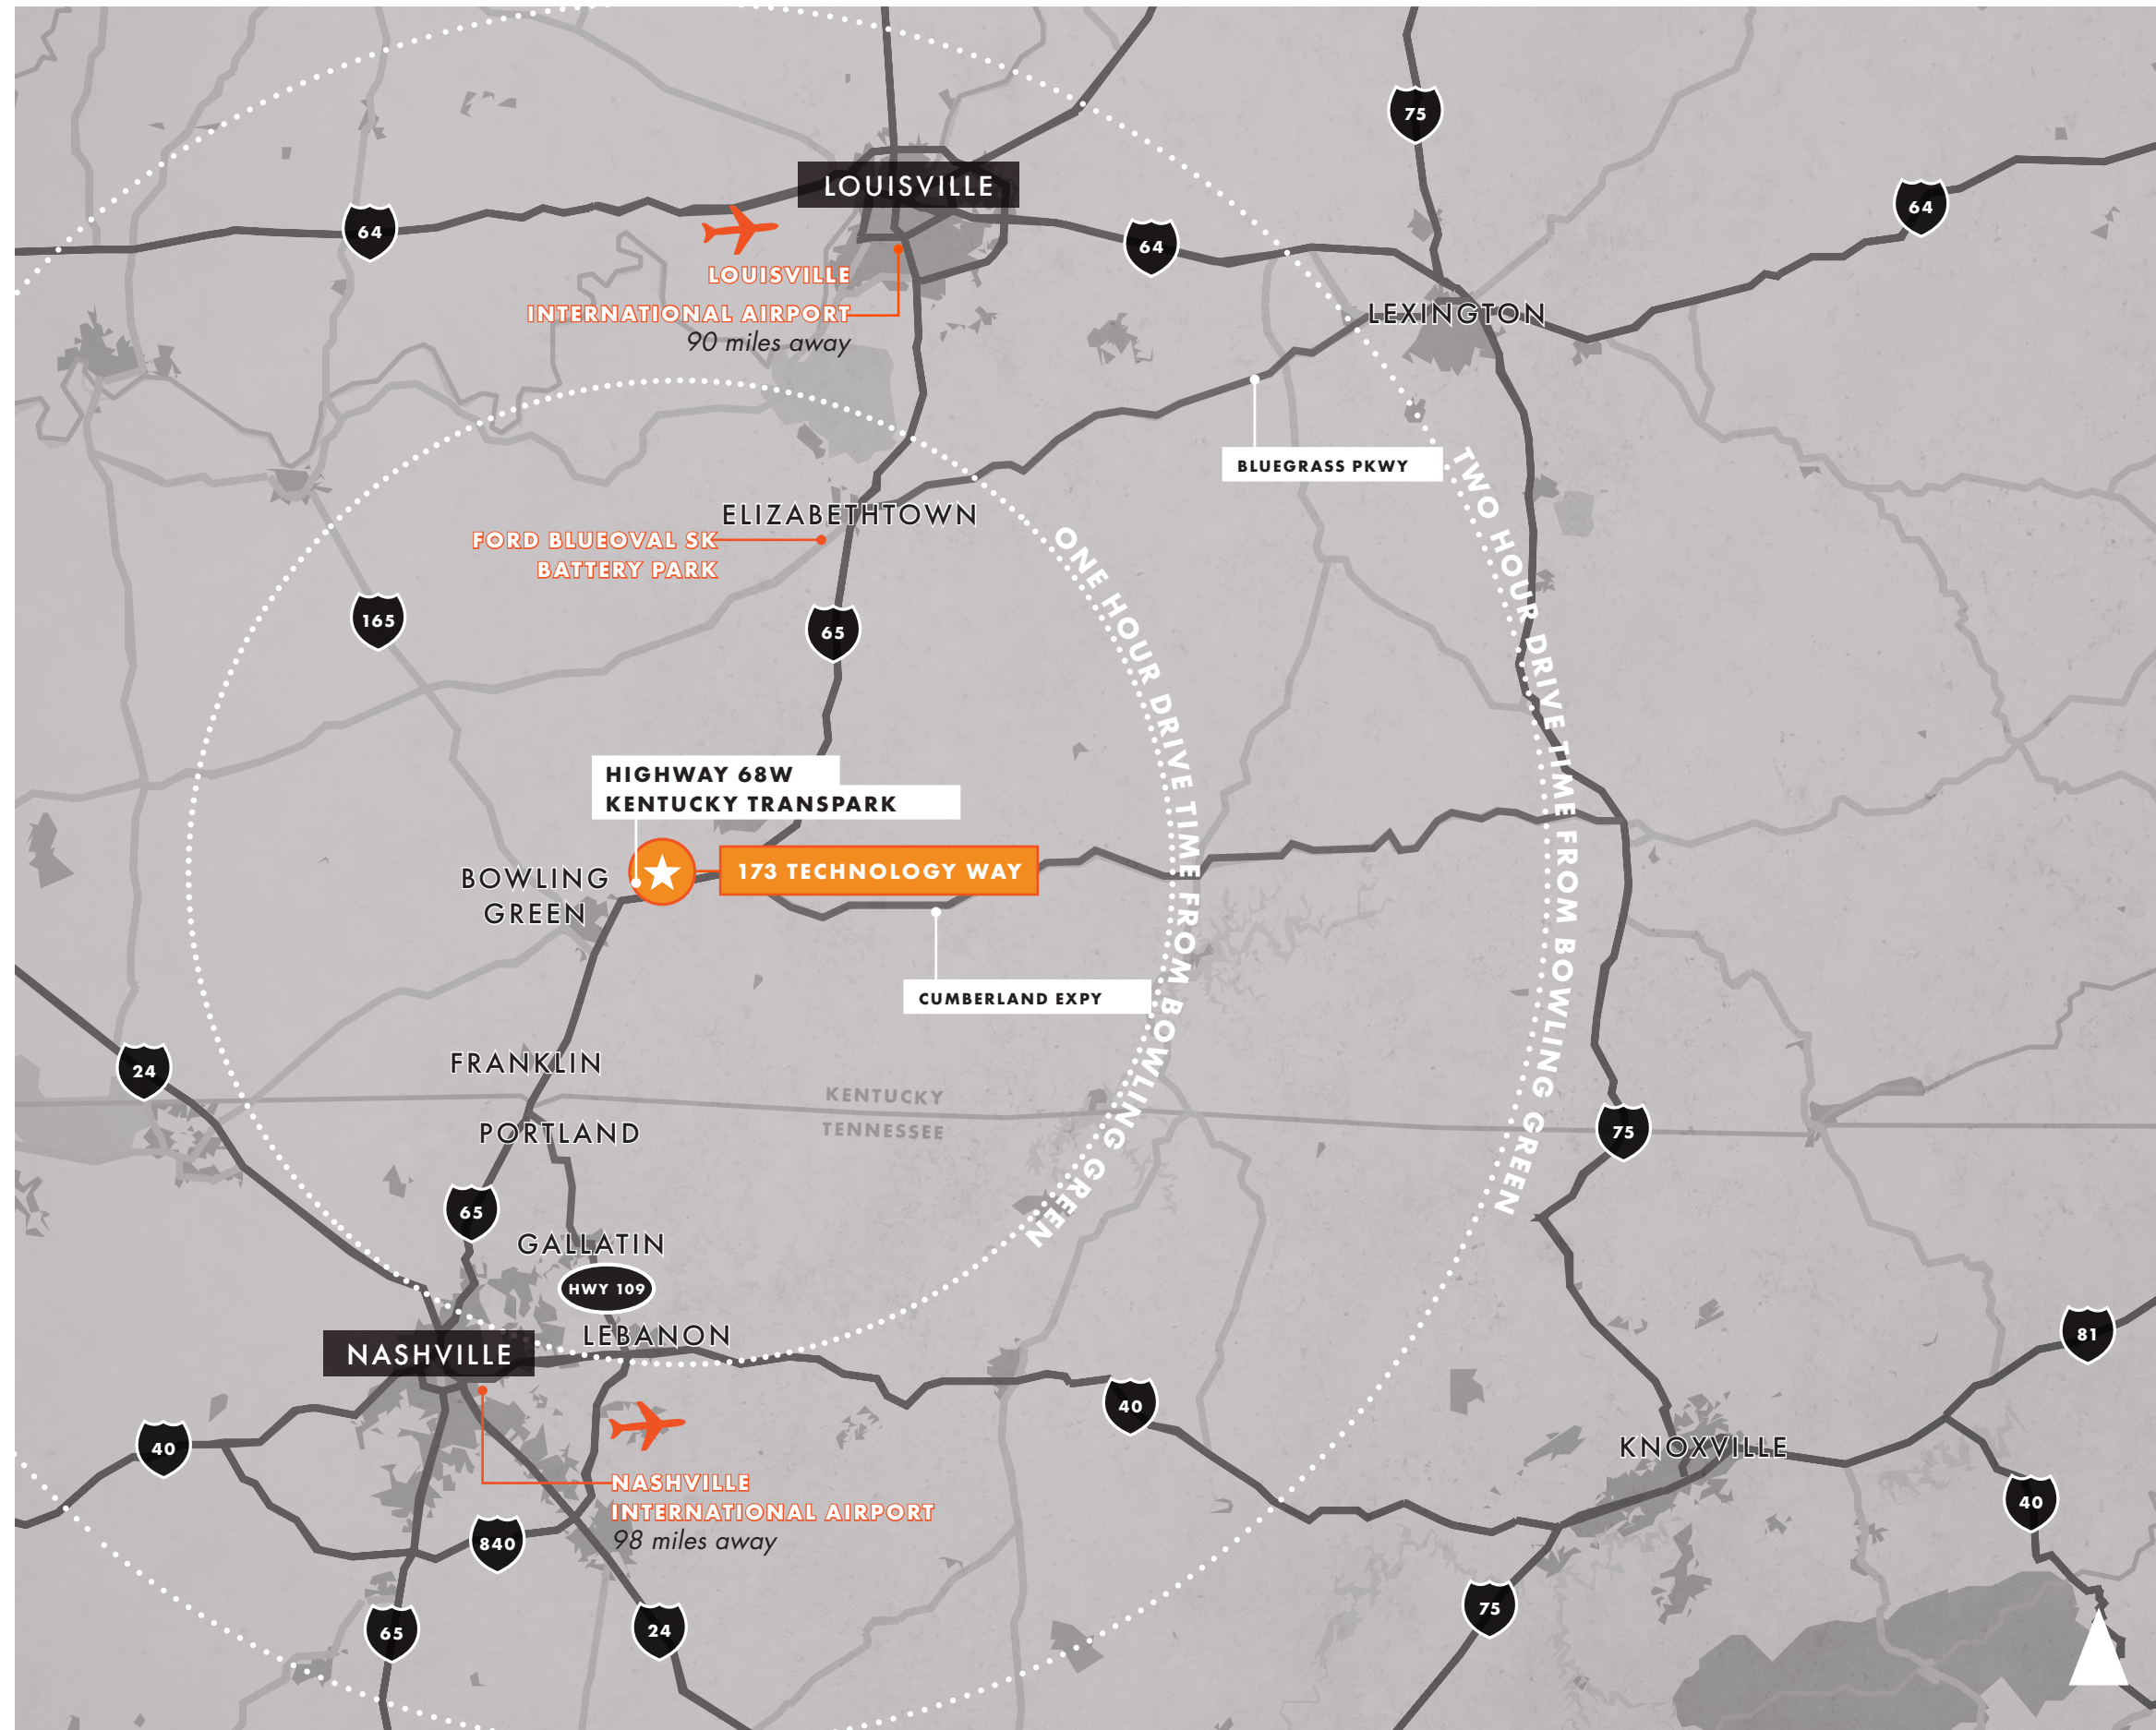 75
LOUISVILLE
64
64
64
LOUISVILLE
INTERNATIONAL AIRPORT
90 miles away
LEXINGTON
BLUEGRASS PKWY
ELIZABETHTOWN
FORD BLUEOVAL SK
BATTERY PARK
ONE HOUR DRIVE TIME FROM BOWLING GREEN
TWO HOUR DRIVE TIME FROM BOWLING GREEN
165
65
HIGHWAY 68W
KENTUCKY TRANSPARK
173 TECHNOLOGY WAY
BOWLING
GREEN
CUMBERLAND EXPY
24
FRANKLIN
KENTUCKY
TENNESSEE
PORTLAND
75
65
GALLATIN
HWY 109
LEBANON
NASHVILLE
81
40
40
KNOXVILLE
40
NASHVILLE
INTERNATIONAL AIRPORT
98 miles away
840
75
65
24